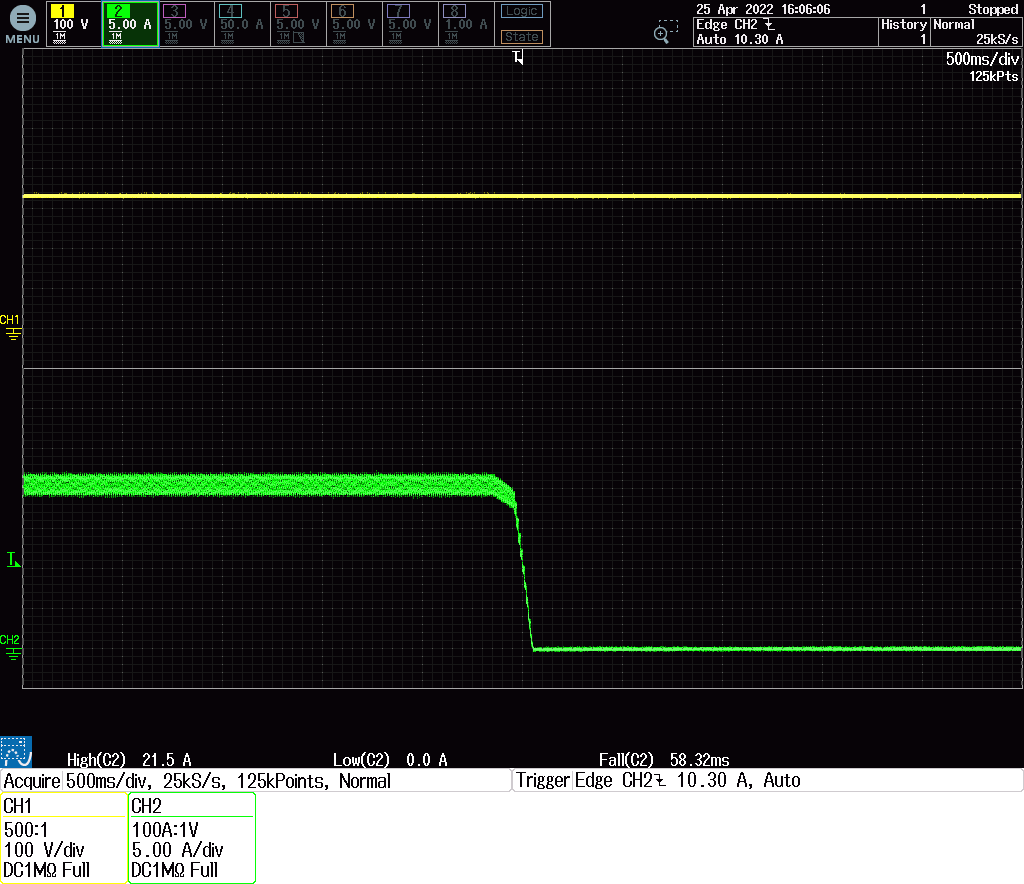 MENU
1 100 V 1M
2 5.00 A 1M
3 5.00 V 1M
4 50.0 A 1M
5 5.00 V 1M
6 5.00 V 1M
7 5.00 V 1M
8 1.00 A 1M
Logic
State
25 Apr 2022 16:06:06 1 Stopped
Edge CH2
Auto 10.30 A
History
1
Normal
25kS/s
T
500ms/div
125kPts
CH1
T
CH2
High(C2) 21.5 A Low(C2) 0.0 A Fall(C2) 58.32ms
Acquire 500ms/div, 25kS/s, 125kPoints, Normal
Trigger Edge CH2 10.30 A, Auto
CH1
500:1
100 V/div
DC1MΩ Full
CH2
100A:1V
5.00 A/div
DC1MΩ Full